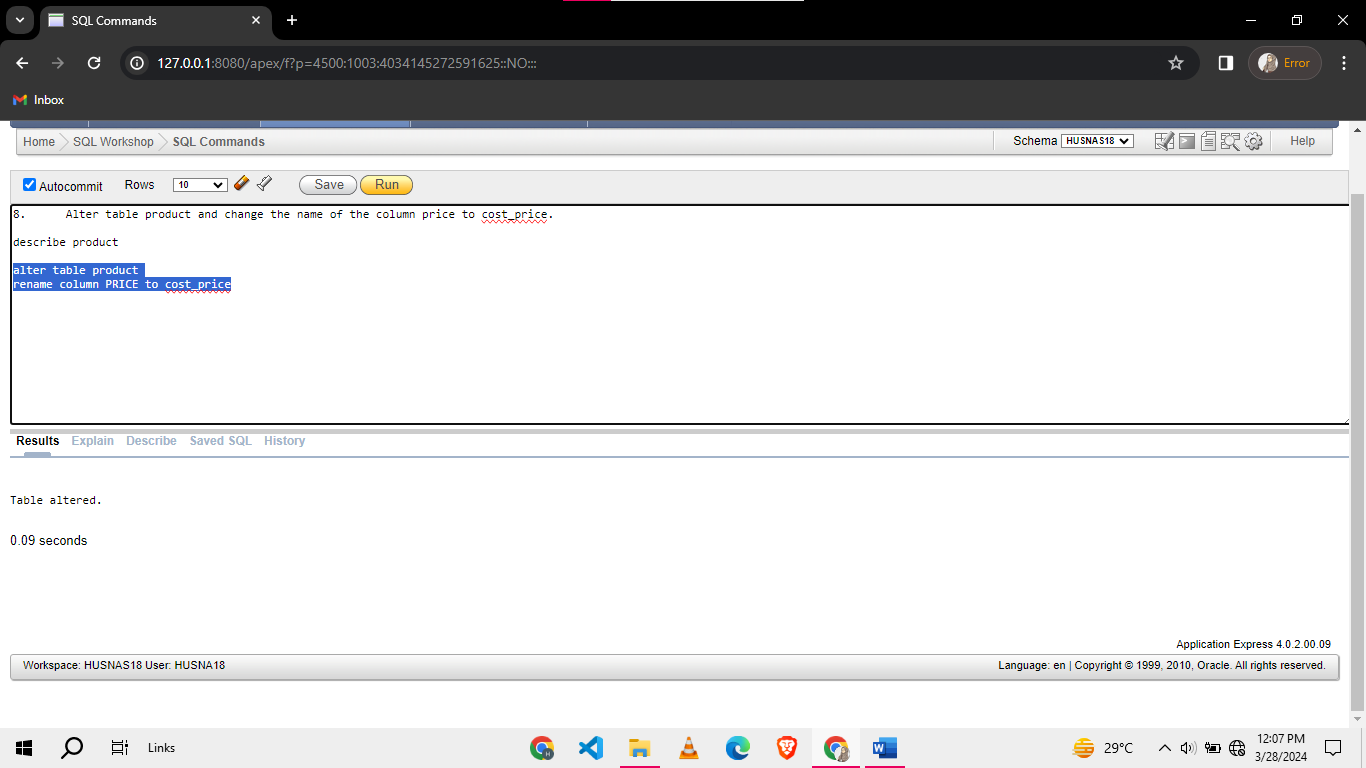 SQL Commands
127.0.0.1:8080/apex/f?p=4500:1003:4034145272591625::NO:::
Error
Inbox
Home SQL Workshop SQL Commands
Schema HUSNAS18
Help
Autocommit Rows 10 Save Run
8. Alter table product and change the name of the column price to cost_price.
describe product
alter table product
rename column PRICE to cost_price
Results Explain Describe Saved SQL History
Table altered.
0.09 seconds
Application Express 4.0.2.00.09
Workspace: HUSNAS18 User: HUSNA18
Language: en | Copyright © 1999, 2010, Oracle. All rights reserved.
Links
29°C
12:07 PM
3/28/2024